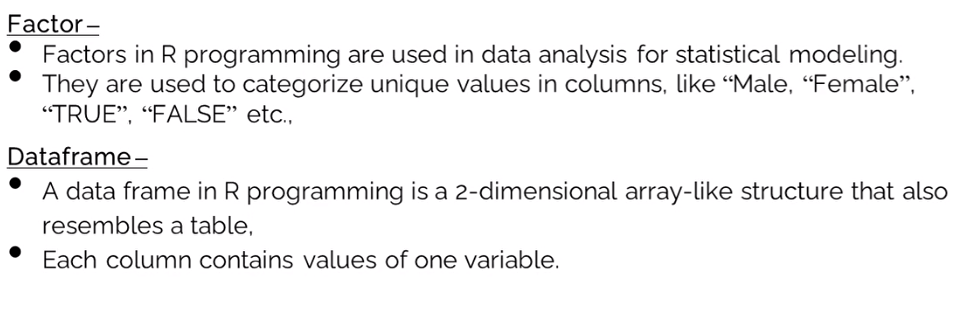 Factor –
• Factors in R programming are used in data analysis for statistical modeling.
• They are used to categorize unique values in columns, like “Male, “Female”,
“TRUE”, “FALSE” etc.,
Dataframe –
• A data frame in R programming is a 2-dimensional array-like structure that also
resembles a table,
• Each column contains values of one variable.